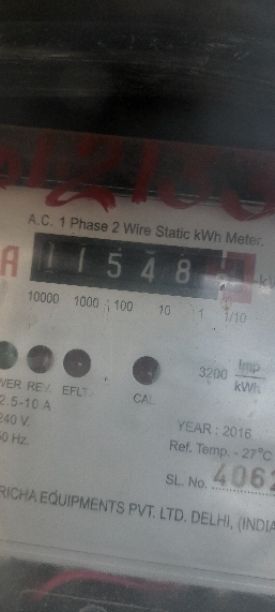 A.C. 1 Phase 2 Wire Static kWh Meter.
11548
10000 1000 100 10 1 1/10
3200 Imp/kWh
REV. EFLT CAL
2.5-10 A
240 V.
50 Hz.
YEAR : 2016
Ref. Temp. - 27°C
SL. No. 4062
RICHA EQUIPMENTS PVT. LTD. DELHI, (INDIA